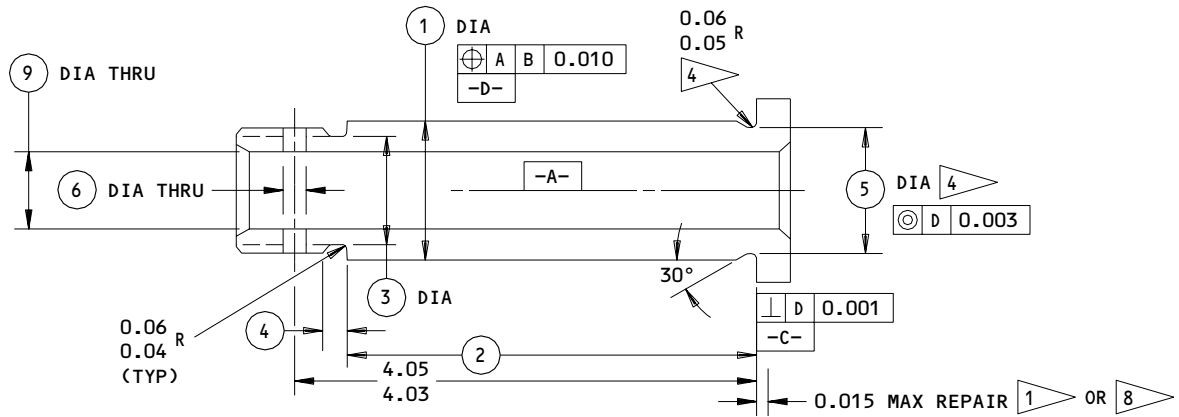 1 DIA
⌖ A B 0.010
-D-
0.06
0.05 R
4
9 DIA THRU
6 DIA THRU
-A-
5 DIA 4
◎ D 0.003
30°
3 DIA
⊥ D 0.001
-C-
0.06
0.04 R
(TYP)
4
2
4.05
4.03
0.015 MAX REPAIR 1 OR 8